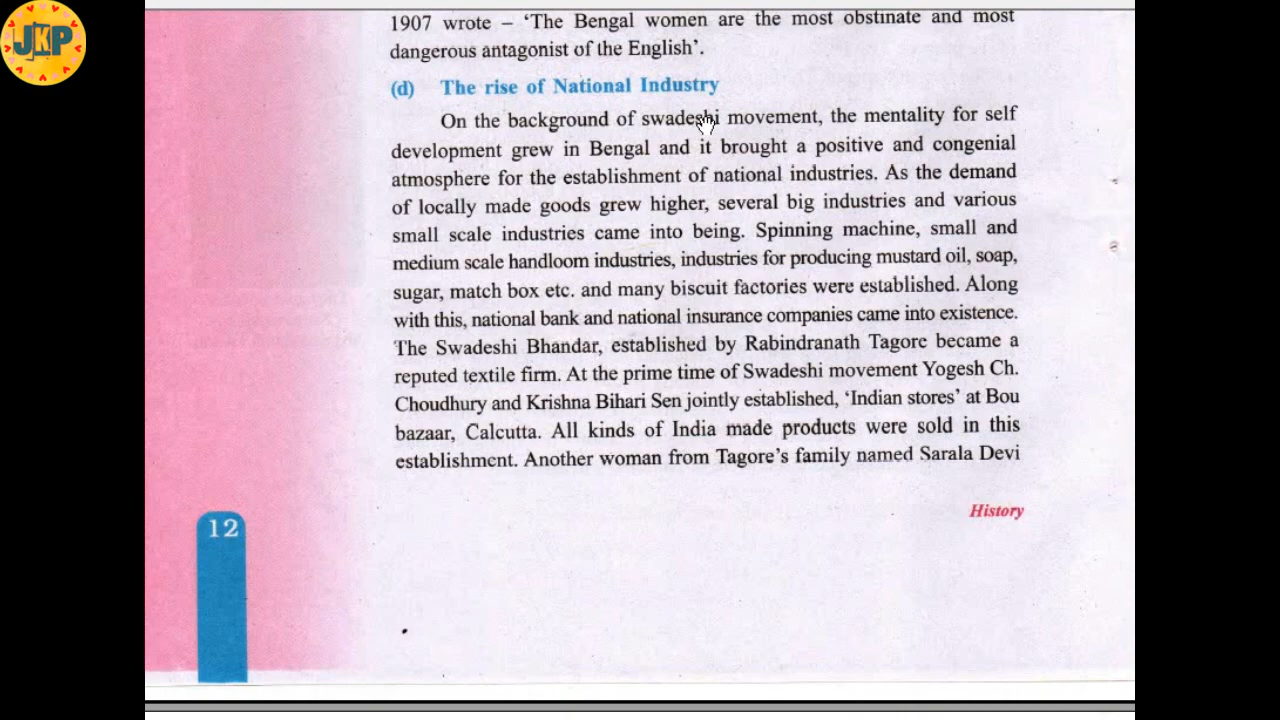 JKP
1907 wrote – ‘The Bengal women are the most obstinate and most
dangerous antagonist of the English’.
(d) The rise of National Industry
On the background of swadeshi movement, the mentality for self
development grew in Bengal and it brought a positive and congenial
atmosphere for the establishment of national industries. As the demand
of locally made goods grew higher, several big industries and various
small scale industries came into being. Spinning machine, small and
medium scale handloom industries, industries for producing mustard oil, soap,
sugar, match box etc. and many biscuit factories were established. Along
with this, national bank and national insurance companies came into existence.
The Swadeshi Bhandar, established by Rabindranath Tagore became a
reputed textile firm. At the prime time of Swadeshi movement Yogesh Ch.
Choudhury and Krishna Bihari Sen jointly established, ‘Indian stores’ at Bou
bazaar, Calcutta. All kinds of India made products were sold in this
establishment. Another woman from Tagore’s family named Sarala Devi
History
12